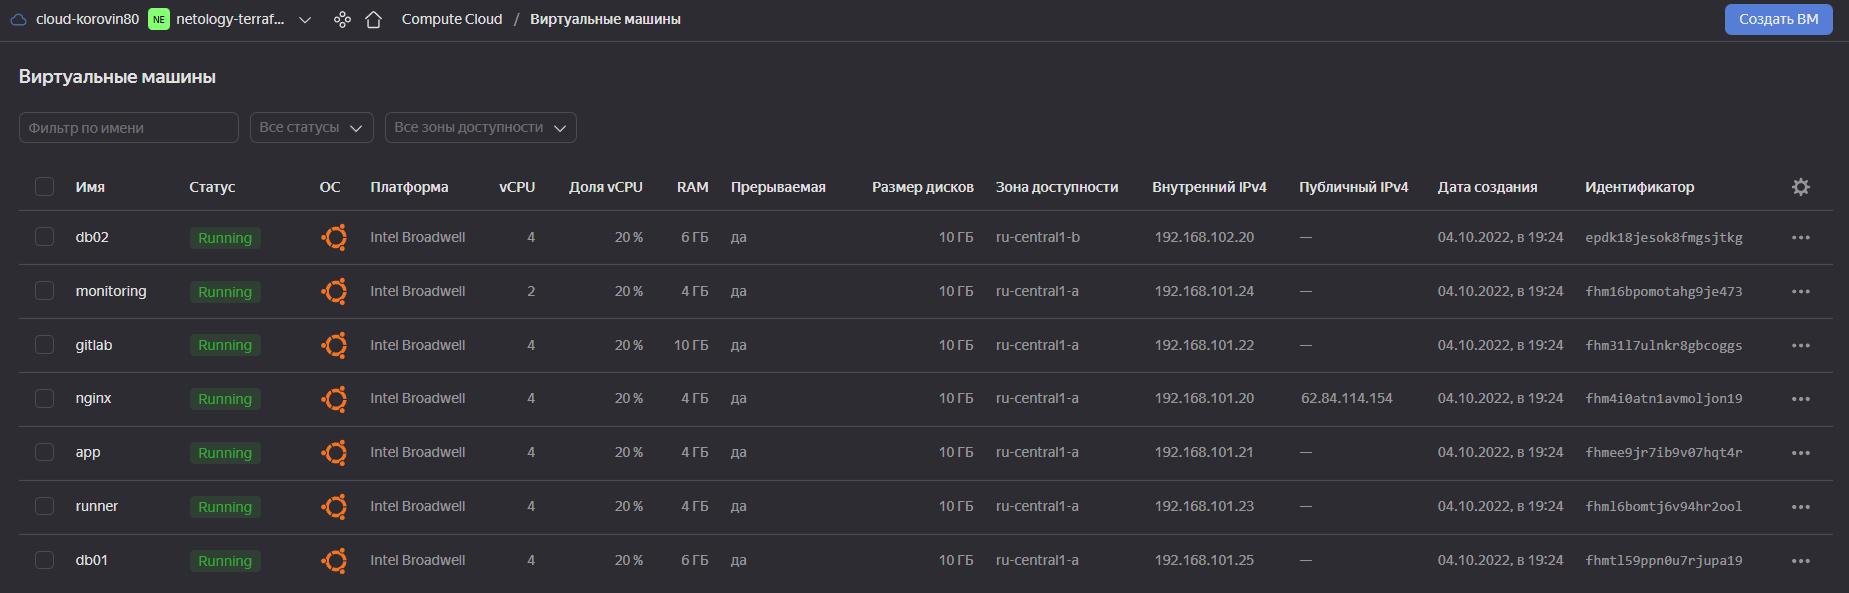 cloud-korovin80 NE netology-terraf... Compute Cloud / Виртуальные машины Создать ВМ
Виртуальные машины
Фильтр по имени Все статусы Все зоны доступности
Имя Статус ОС Платформа vCPU Доля vCPU RAM Прерываемая Размер дисков Зона доступности Внутренний IPv4 Публичный IPv4 Дата создания Идентификатор
db02 Running Intel Broadwell 4 20 % 6 ГБ да 10 ГБ ru-central1-b 192.168.102.20 — 04.10.2022, в 19:24 epdk18jesok8fmgsjtkg
monitoring Running Intel Broadwell 2 20 % 4 ГБ да 10 ГБ ru-central1-a 192.168.101.24 — 04.10.2022, в 19:24 fhm16bpomotahg9je473
gitlab Running Intel Broadwell 4 20 % 10 ГБ да 10 ГБ ru-central1-a 192.168.101.22 — 04.10.2022, в 19:24 fhm31l7ulnkr8gbcoggs
nginx Running Intel Broadwell 4 20 % 4 ГБ да 10 ГБ ru-central1-a 192.168.101.20 62.84.114.154 04.10.2022, в 19:24 fhm4i0atn1avmoljon19
app Running Intel Broadwell 4 20 % 4 ГБ да 10 ГБ ru-central1-a 192.168.101.21 — 04.10.2022, в 19:24 fhmee9jr7ib9v07hqt4r
runner Running Intel Broadwell 4 20 % 4 ГБ да 10 ГБ ru-central1-a 192.168.101.23 — 04.10.2022, в 19:24 fhml6bomtj6v94hr2ool
db01 Running Intel Broadwell 4 20 % 6 ГБ да 10 ГБ ru-central1-a 192.168.101.25 — 04.10.2022, в 19:24 fhmtl59ppn0u7rjupa19